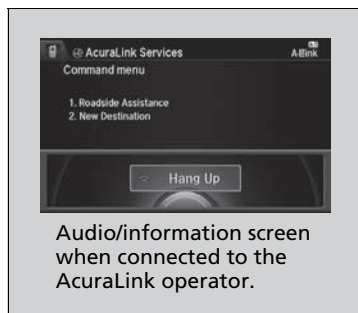 AcuraLink Services
Command menu
1. Roadside Assistance
2. New Destination
Hang Up
Audio/information screen
when connected to the
AcuraLink operator.